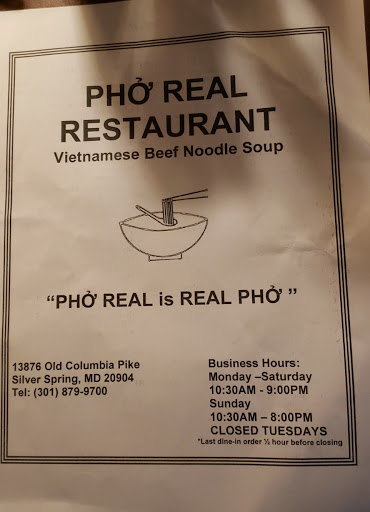 PHỞ REAL
RESTAURANT
Vietnamese Beef Noodle Soup
“PHỞ REAL is REAL PHỞ ”
13876 Old Columbia Pike
Silver Spring, MD 20904
Tel: (301) 879-9700
Business Hours:
Monday –Saturday
10:30AM - 9:00PM
Sunday
10:30AM – 8:00PM
CLOSED TUESDAYS
*Last dine-in order ½ hour before closing